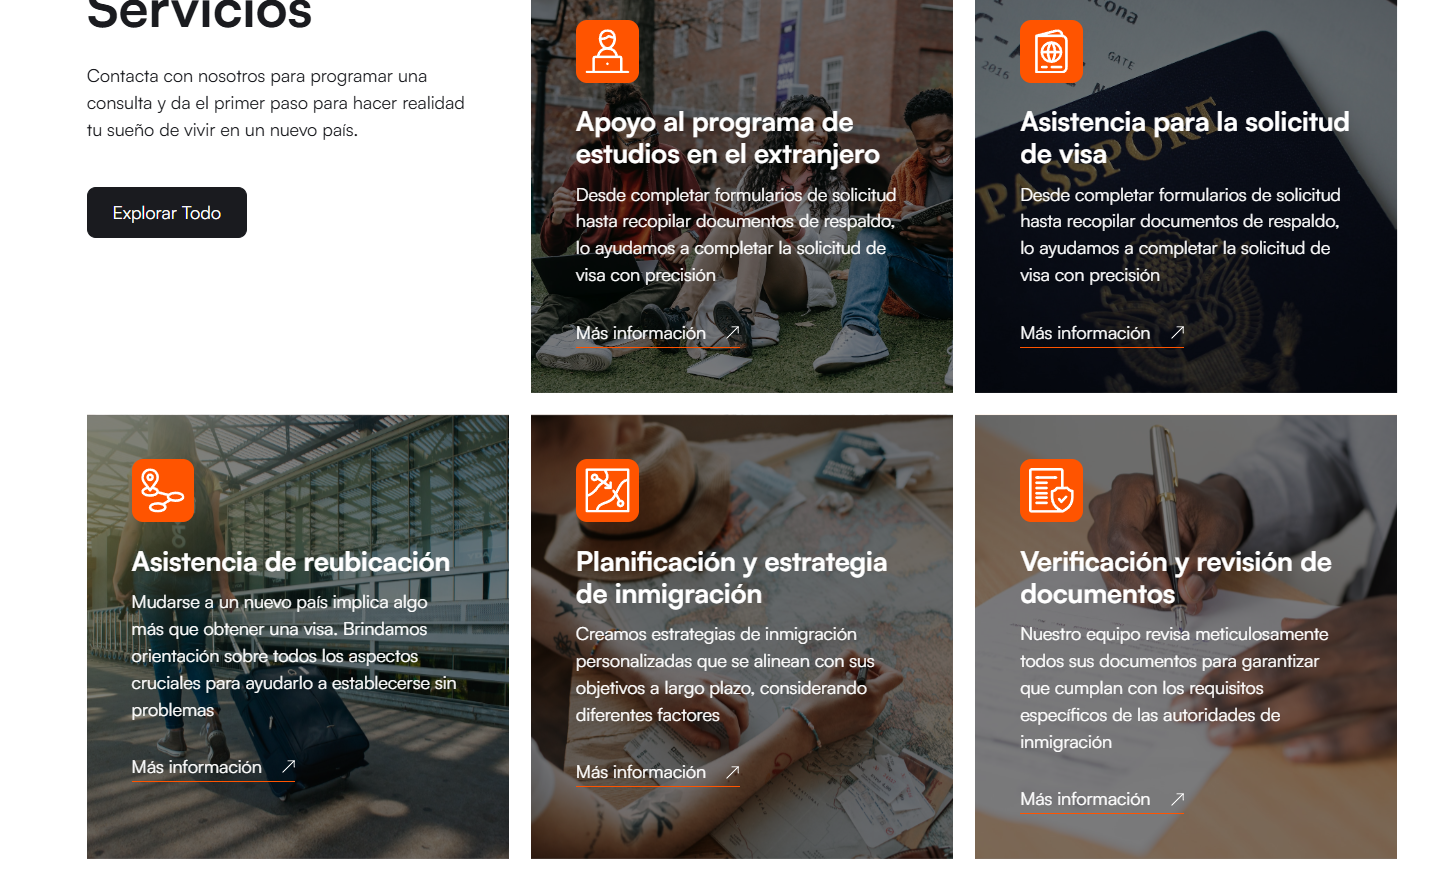 Servicios
Contacta con nosotros para programar una
consulta y da el primer paso para hacer realidad
tu sueño de vivir en un nuevo país.
Explorar Todo
Apoyo al programa de
estudios en el extranjero
Desde completar formularios de solicitud
hasta recopilar documentos de respaldo,
lo ayudamos a completar la solicitud de
visa con precisión
Más información
GATE
2016
PASSPORT
Asistencia para la solicitud
de visa
Desde completar formularios de solicitud
hasta recopilar documentos de respaldo,
lo ayudamos a completar la solicitud de
visa con precisión
Más información
Asistencia de reubicación
Mudarse a un nuevo país implica algo
más que obtener una visa. Brindamos
orientación sobre todos los aspectos
cruciales para ayudarlo a establecerse sin
problemas
Más información
Planificación y estrategia
de inmigración
Creamos estrategias de inmigración
personalizadas que se alinean con sus
objetivos a largo plazo, considerando
diferentes factores
Más información
Verificación y revisión de
documentos
Nuestro equipo revisa meticulosamente
todos sus documentos para garantizar
que cumplan con los requisitos
específicos de las autoridades de
inmigración
Más información